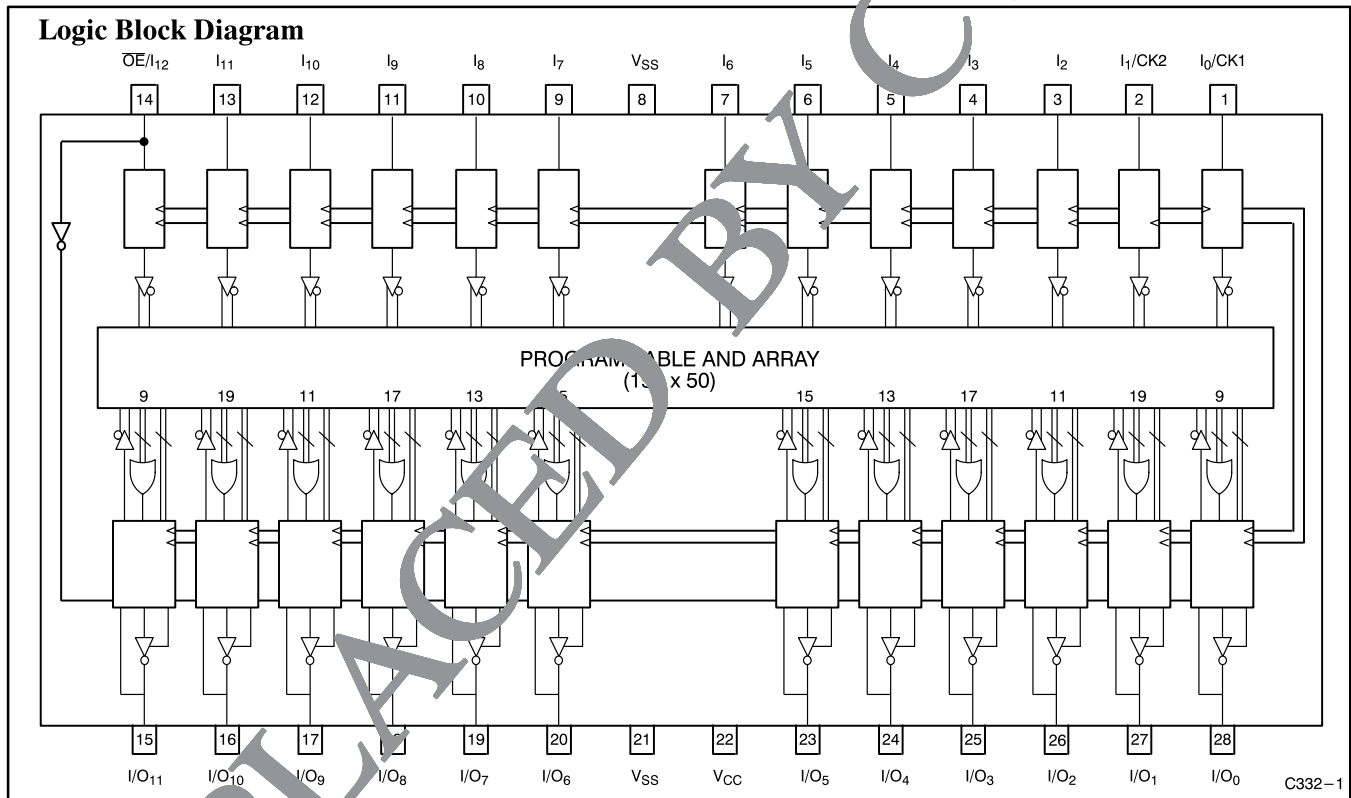 Logic Block Diagram
OE/I12 I11 I10 I9 I8 I7 VSS I6 I5 I4 I3 I2 I1/CK2 I0/CK1
14 13 12 11 10 9 8 7 6 5 4 3 2 1
AND ARRAY
x 50)
9 19 11 17 13 15 13 17 11 19 9
15 16 17 19 20 21 22 23 24 25 26 27 28
I/O11 I/O10 I/O9 I/O8 I/O7 I/O6 VSS VCC I/O5 I/O4 I/O3 I/O2 I/O1 I/O0
C332-1
PLACED BY C